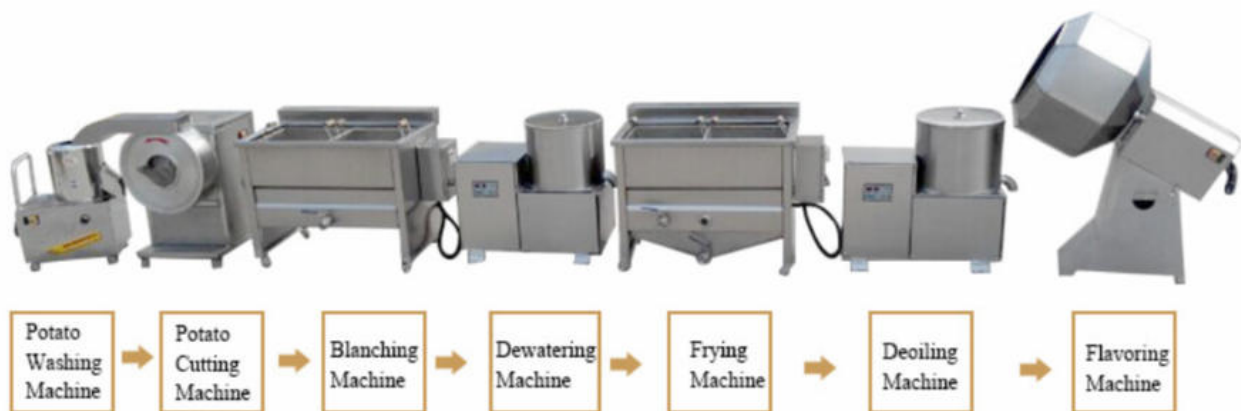 Potato
Washing
Machine
Potato
Cutting
Machine
Blanching
Machine
Dewatering
Machine
Frying
Machine
Deoiling
Machine
Flavoring
Machine